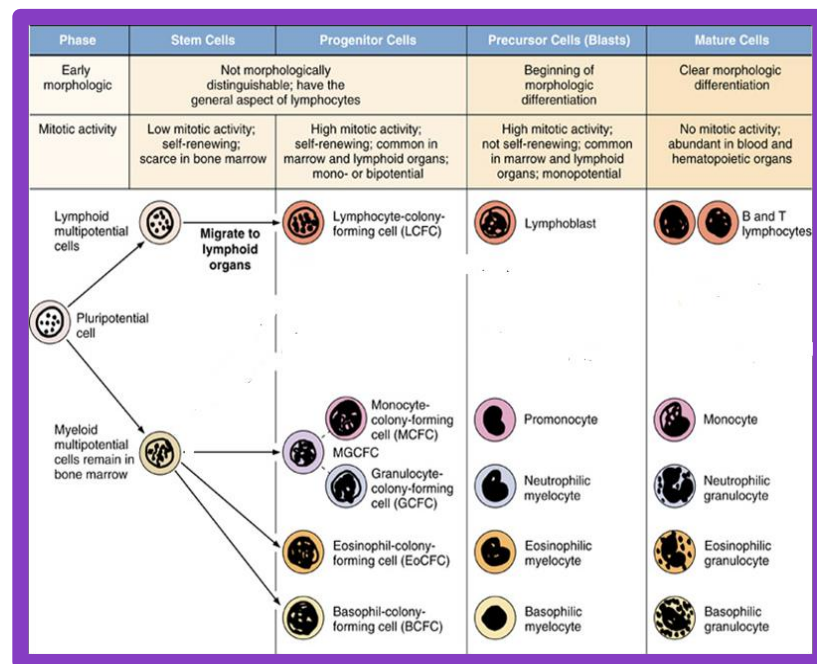 Phase
Stem Cells
Progenitor Cells
Precursor Cells (Blasts)
Mature Cells
Early
morphologic
Not morphologically
distinguishable; have the
general aspect of lymphocytes
Beginning of
morphologic
differentiation
Clear morphologic
differentiation
Mitotic activity
Low mitotic activity;
self-renewing;
scarce in bone marrow
High mitotic activity;
self-renewing; common in
marrow and lymphoid organs;
mono- or bipotential
High mitotic activity;
not self-renewing; common
in marrow and lymphoid
organs; monopotential
No mitotic activity;
abundant in blood and
hematopoietic organs
Lymphoid
multipotential
cells
Migrate to
lymphoid
organs
Lymphocyte-colony-
forming cell (LCFC)
Lymphoblast
B and T
lymphocytes
Pluripotential
cell
Myeloid
multipotential
cells remain in
bone marrow
Monocyte-
colony-forming
cell (MCFC)
MGCFC
Granulocyte-
colony-forming
cell (GCFC)
Promonocyte
Monocyte
Neutrophilic
myelocyte
Neutrophilic
granulocyte
Eosinophil-colony-
forming cell (EoCFC)
Eosinophilic
myelocyte
Eosinophilic
granulocyte
Basophil-colony-
forming cell (BCFC)
Basophilic
myelocyte
Basophilic
granulocyte